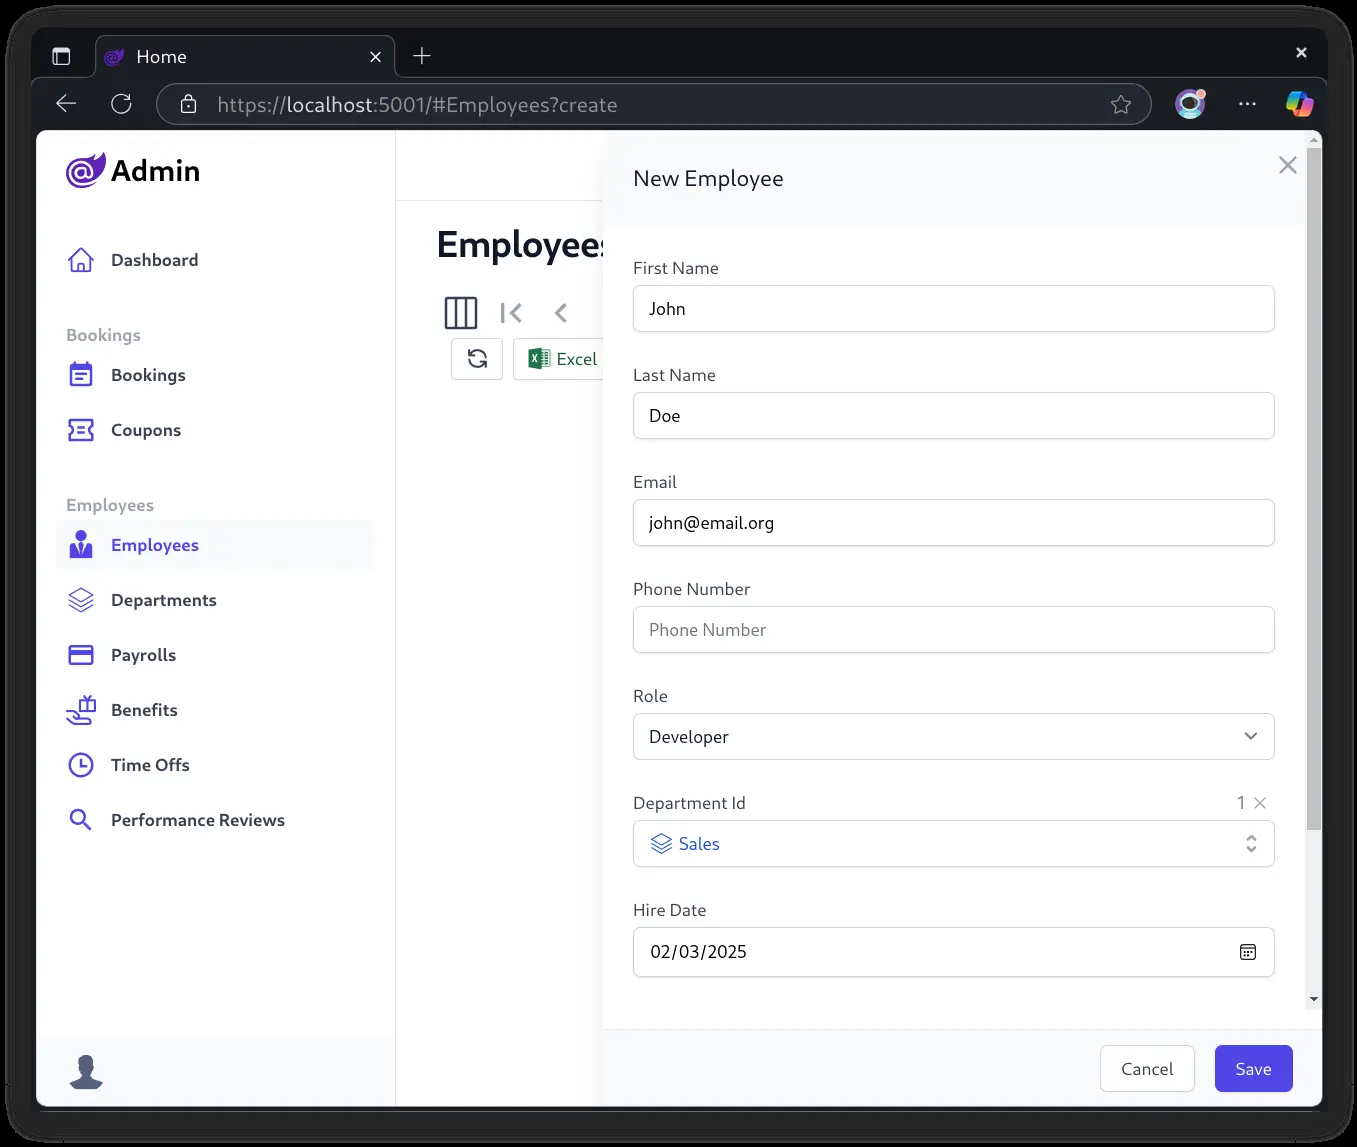 Home
https://localhost:5001/#Employees?create
@ Admin
Dashboard
Bookings
Bookings
Coupons
Employees
Employees
Departments
Payrolls
Benefits
Time Offs
Performance Reviews
Employees
Excel
New Employee
First Name
John
Last Name
Doe
Email
john@email.org
Phone Number
Phone Number
Role
Developer
Department Id
1
Sales
Hire Date
02/03/2025
Cancel
Save